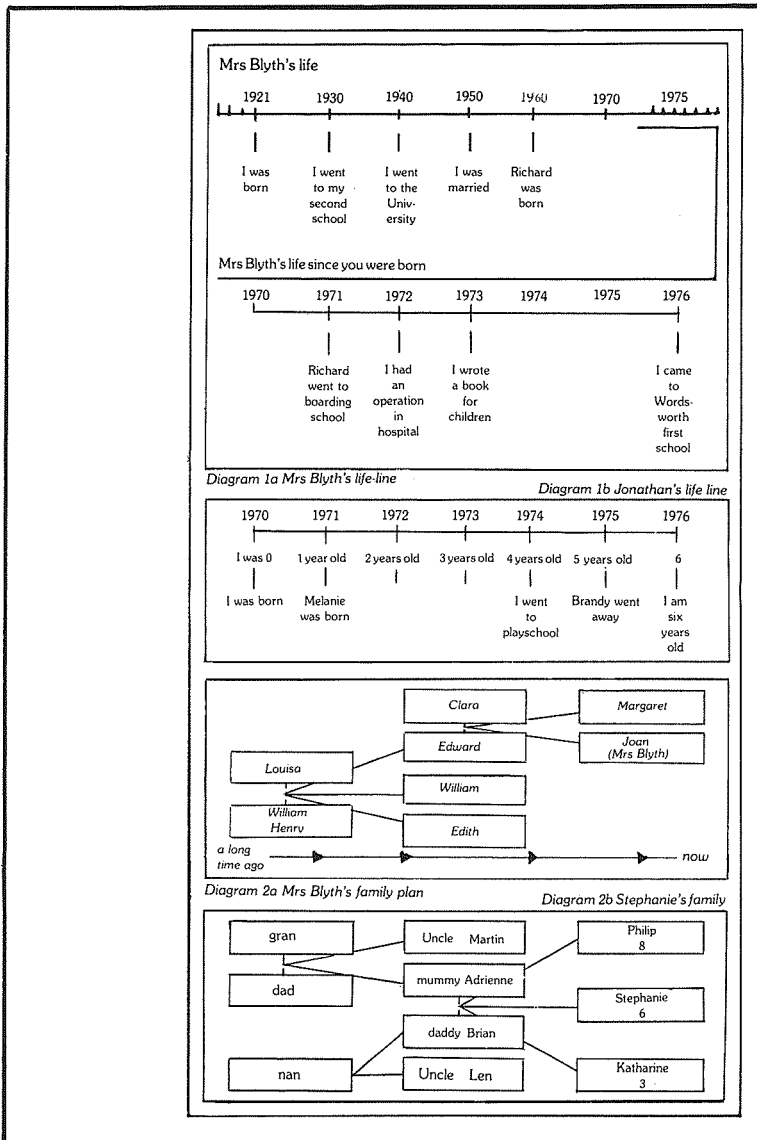 Mrs Blyth's life
1921 1930 1940 1950 1960 1970 1975
I was
born
I went
to my
second
school
I went
to the
Univ-
ersity
I was
married
Richard
was
born
Mrs Blyth's life since you were born
1970 1971 1972 1973 1974 1975 1976
Richard
went to
boarding
school
I had
an
operation
in
hospital
I wrote
a book
for
children
I came
to
Words-
worth
first
school
Diagram 1a Mrs Blyth's life-line
Diagram 1b Jonathan's life line
1970 1971 1972 1973 1974 1975 1976
I was 0 1 year old 2 years old 3 years old 4 years old 5 years old 6
I was born
Melanie
was born
I went
to
playschool
Brandy went
away
I am
six
years
old
Clara
Margaret
Edward
Joan
(Mrs Blyth)
Louisa
William
William
Henry
Edith
a long
time ago
now
Diagram 2a Mrs Blyth's family plan
Diagram 2b Stephanie's family
gran
Uncle Martin
Philip
8
dad
mummy Adrienne
Stephanie
6
daddy Brian
nan
Uncle Len
Katharine
3